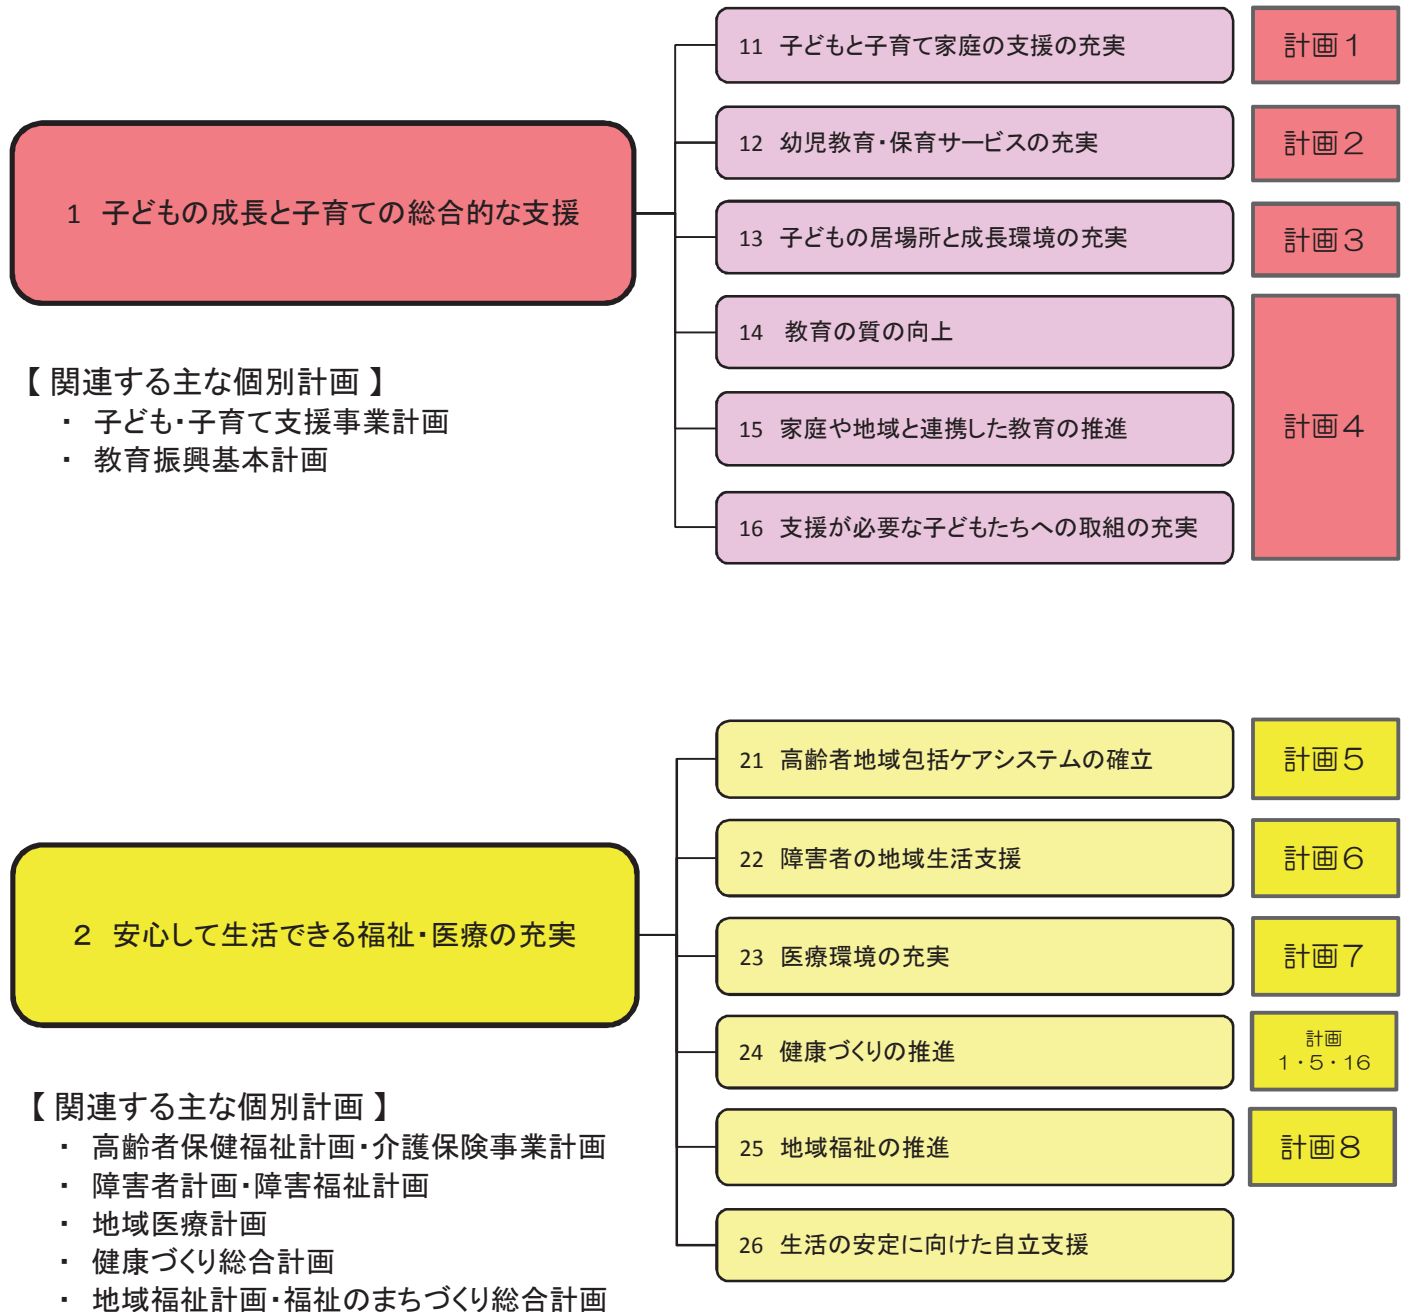 11 子どもと子育て家庭の支援の充実
計画１
12 幼児教育・保育サービスの充実
計画２
1 子どもの成長と子育ての総合的な支援
13 子どもの居場所と成長環境の充実
計画３
14 教育の質の向上
【 関連する主な個別計画 】
・ 子ども・子育て支援事業計画
・ 教育振興基本計画
15 家庭や地域と連携した教育の推進
計画４
16 支援が必要な子どもたちへの取組の充実
21 高齢者地域包括ケアシステムの確立
計画５
22 障害者の地域生活支援
計画６
２ 安心して生活できる福祉・医療の充実
23 医療環境の充実
計画７
24 健康づくりの推進
計画
１・５・16
【 関連する主な個別計画 】
・ 高齢者保健福祉計画・介護保険事業計画
・ 障害者計画・障害福祉計画
・ 地域医療計画
・ 健康づくり総合計画
・ 地域福祉計画・福祉のまちづくり総合計画
25 地域福祉の推進
計画８
26 生活の安定に向けた自立支援